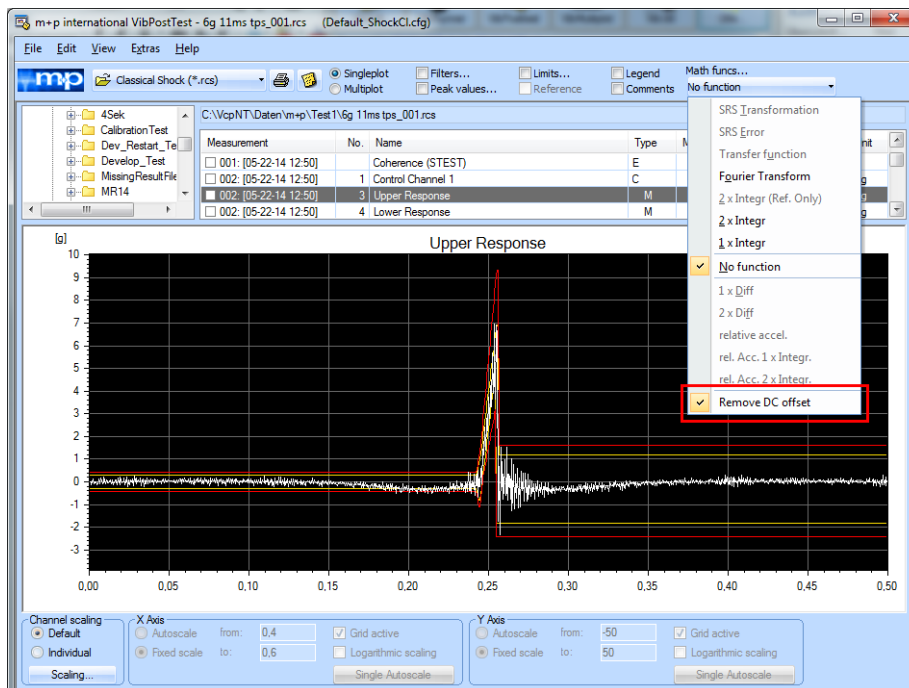 m+p international VibPostTest - 6g 11ms tps_001.rcs (Default_ShockCl.cfg)
File Edit View Extras Help
mp Classical Shock (*.rcs) Singleplot Filters... Limits... Legend Math funcs...
Multiplot Peak values... Reference Comments No function
4Sek
CalibrationTest
Dev_Restart_Te
Develop_Test
MissingResultFile
MR14
C:\VcpNT\Daten\m+p\Test1\6g 11ms tps_001.rcs
Measurement No. Name Type M nit
001: [05-22-14 12:50] Coherence (STEST) E
002: [05-22-14 12:50] 1 Control Channel 1 C g
002: [05-22-14 12:50] 3 Upper Response M g
002: [05-22-14 12:50] 4 Lower Response M g
SRS Transformation
SRS Error
Transfer function
Fourier Transform
2 x Integr (Ref. Only)
2 x Integr
1 x Integr
No function
1 x Diff
2 x Diff
relative accel.
rel. Acc. 1 x Integr.
rel. Acc. 2 x Integr.
Remove DC offset
[g]
Upper Response
10
9
8
7
6
5
4
3
2
1
0
-1
-2
-3
0,00 0,05 0,10 0,15 0,20 0,25 0,30 0,35 0,40 0,45 0,50
Channel scaling
Default
Individual
Scaling...
X Axis
Autoscale from: 0,4 Grid active
Fixed scale to: 0,6 Logarithmic scaling
Single Autoscale
Y Axis
Autoscale from: -50 Grid active
Fixed scale to: 50 Logarithmic scaling
Single Autoscale